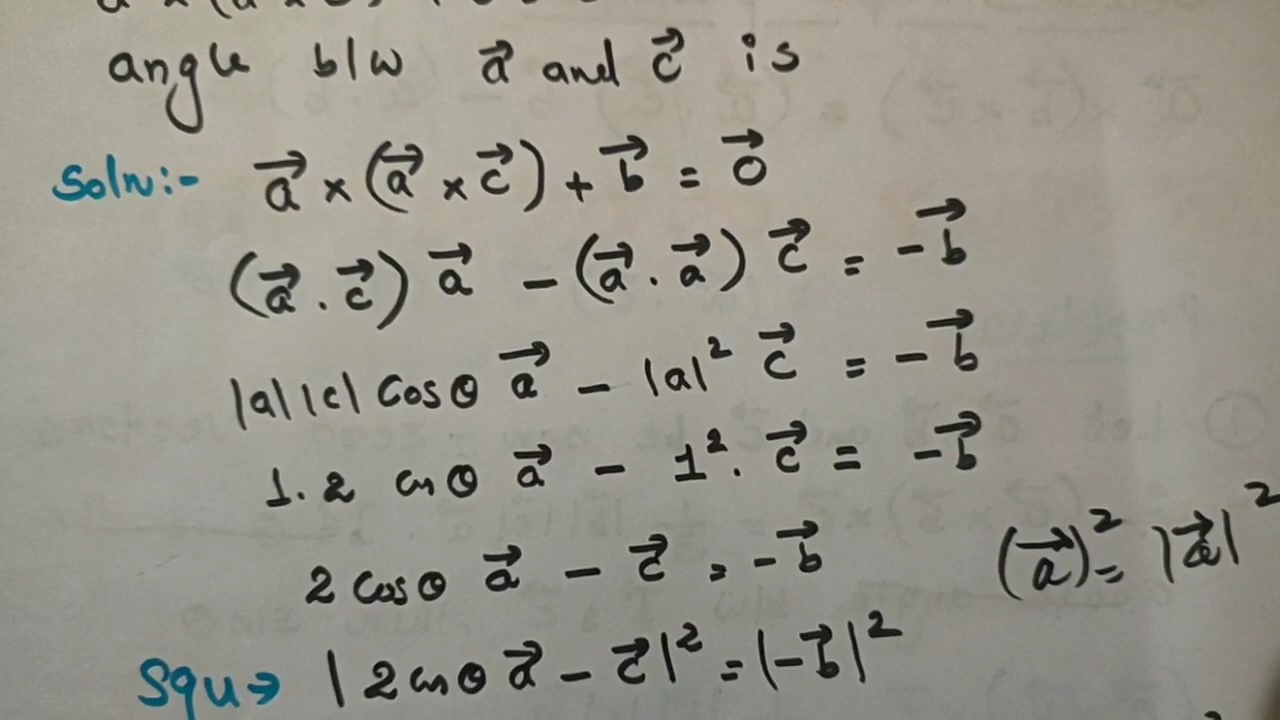 angle b/w a⃗ and c⃗ is
Soln:- a⃗ × (a⃗ × c⃗) + b⃗ = 0⃗
(a⃗ . c⃗) a⃗ - (a⃗ . a⃗) c⃗ = -b⃗
|a||c| cos θ a⃗ - |a|² c⃗ = -b⃗
1. 2 cos θ a⃗ - 1². c⃗ = -b⃗
2 cos θ a⃗ - c⃗ = -b⃗
(a⃗)² = |a⃗|²
Squ→ |2 cos θ a⃗ - c⃗|² = |-b⃗|²